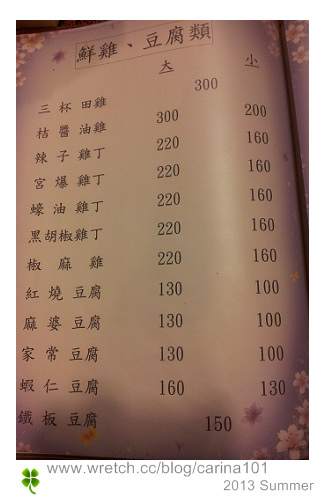 鮮雞、豆腐類
大 小
三杯田雞 300
桔醬油雞 300 200
辣子雞丁 220 160
宮爆雞丁 220 160
蠔油雞丁 220 160
黑胡椒雞丁 220 160
椒麻雞 220 160
紅燒豆腐 130 100
麻婆豆腐 130 100
家常豆腐 130 100
蝦仁豆腐 160 130
鐵板豆腐 150
www.wretch.cc/blog/carina101
2013 Summer